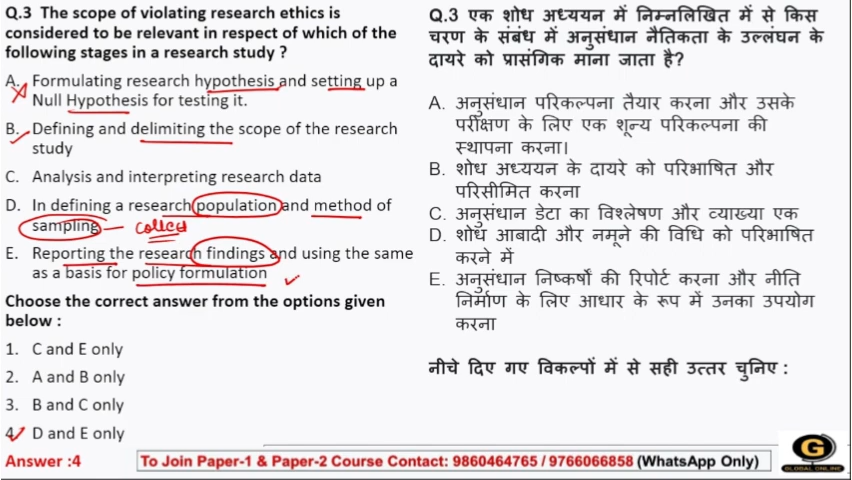 Q.3 The scope of violating research ethics is
considered to be relevant in respect of which of the
following stages in a research study ?
A. Formulating research hypothesis and setting up a
Null Hypothesis for testing it.
B. Defining and delimiting the scope of the research
study
C. Analysis and interpreting research data
D. In defining a research population and method of
sampling
E. Reporting the research findings and using the same
as a basis for policy formulation
Choose the correct answer from the options given
below :
1. C and E only
2. A and B only
3. B and C only
4. D and E only
Answer :4
Q.3 एक शोध अध्ययन में निम्नलिखित में से किस
चरण के संबंध में अनुसंधान नैतिकता के उल्लंघन के
दायरे को प्रासंगिक माना जाता है?
A. अनुसंधान परिकल्पना तैयार करना और उसके
परीक्षण के लिए एक शून्य परिकल्पना की
स्थापना करना।
B. शोध अध्ययन के दायरे को परिभाषित और
परिसीमित करना
C. अनुसंधान डेटा का विश्लेषण और व्याख्या एक
D. शोध आबादी और नमूने की विधि को परिभाषित
करने में
E. अनुसंधान निष्कर्षों की रिपोर्ट करना और नीति
निर्माण के लिए आधार के रूप में उनका उपयोग
करना
नीचे दिए गए विकल्पों में से सही उत्तर चुनिए :
To Join Paper-1 & Paper-2 Course Contact: 9860464765 / 9766066858 (WhatsApp Only)
G
GLOBAL ONLINE